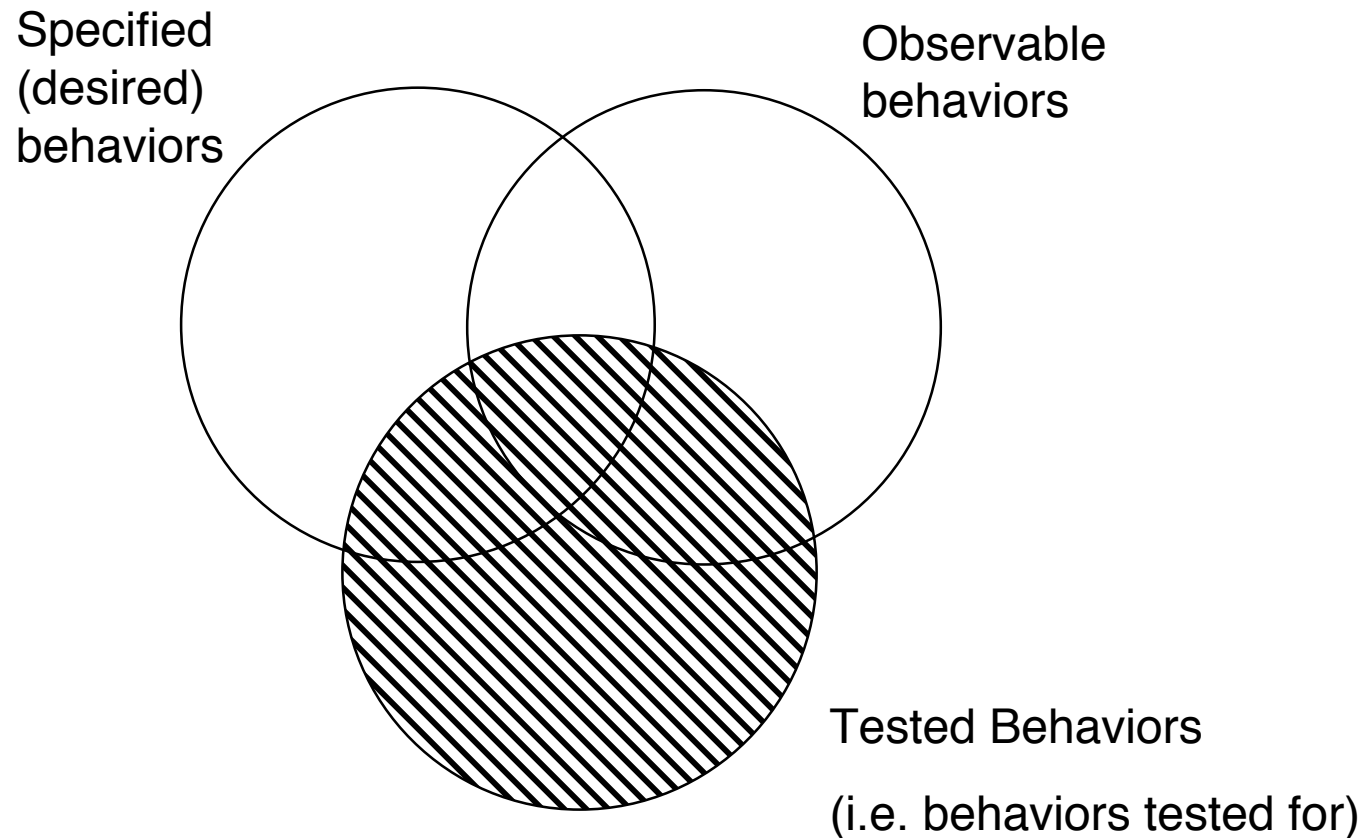 Specified
(desired)
behaviors
Observable
behaviors
Tested Behaviors
(i.e. behaviors tested for)